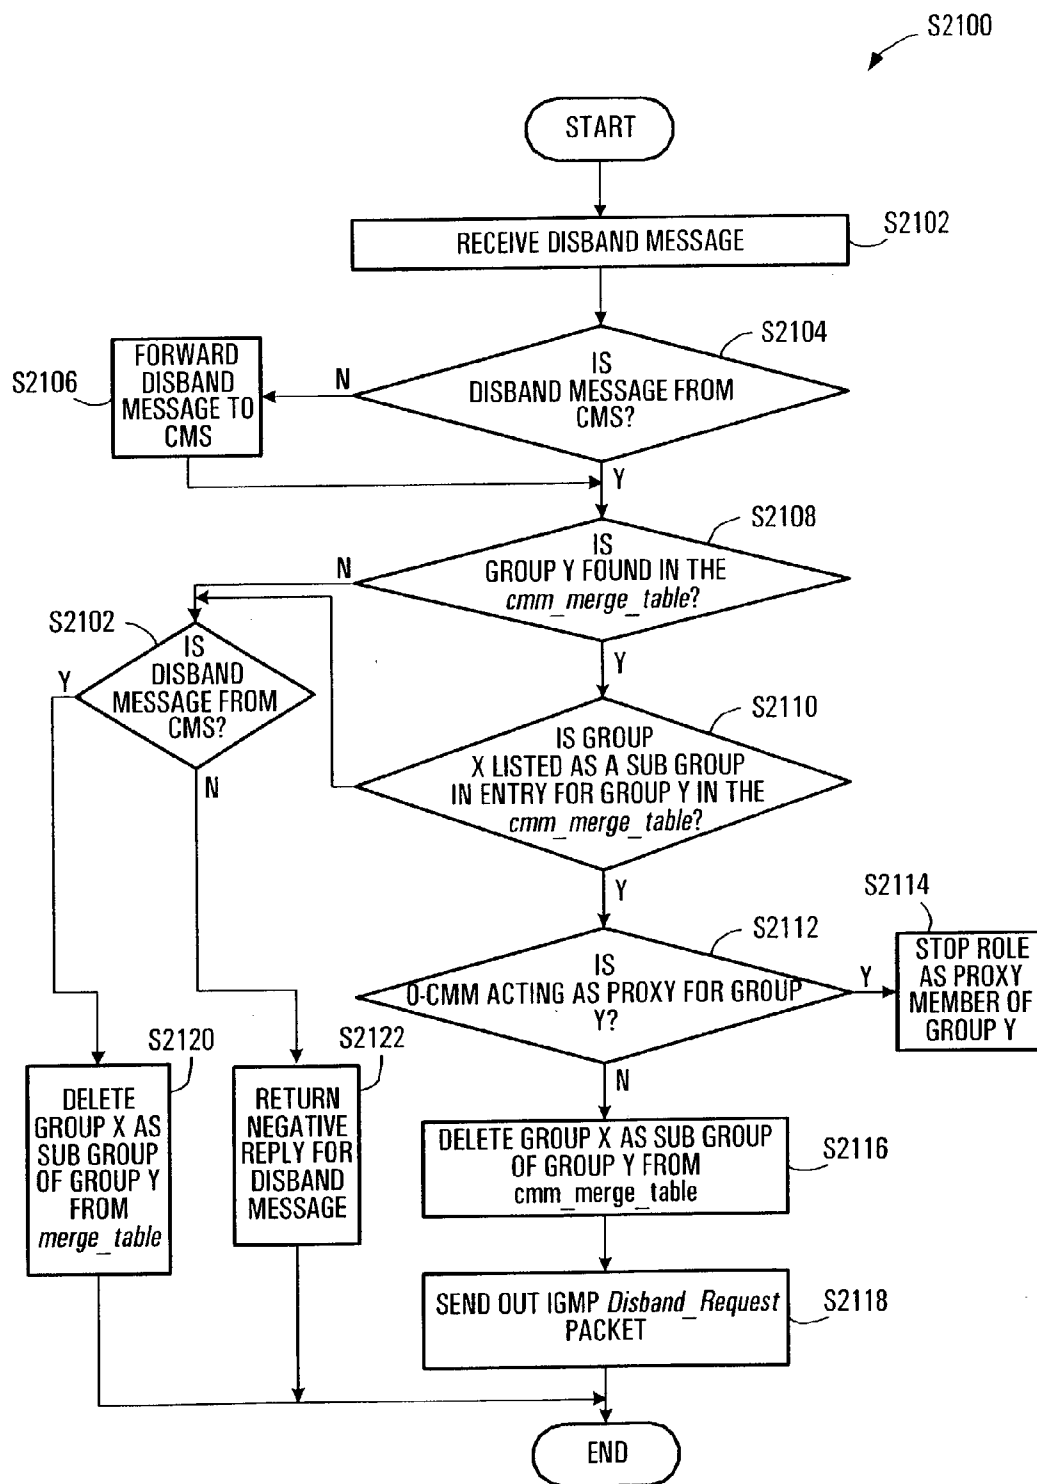 S2100
START
RECEIVE DISBAND MESSAGE
S2102
S2104
IS
DISBAND MESSAGE FROM
CMS?
N
Y
S2106
FORWARD
DISBAND
MESSAGE TO
CMS
S2108
IS
GROUP Y FOUND IN THE
cmm_merge_table?
N
Y
S2102
IS
DISBAND
MESSAGE FROM
CMS?
Y
N
S2110
IS GROUP
X LISTED AS A SUB GROUP
IN ENTRY FOR GROUP Y IN THE
cmm_merge_table?
Y
S2112
IS
O-CMM ACTING AS PROXY FOR GROUP
Y?
Y
N
S2114
STOP ROLE
AS PROXY
MEMBER OF
GROUP Y
S2120
DELETE
GROUP X AS
SUB GROUP
OF GROUP Y
FROM
merge_table
S2122
RETURN
NEGATIVE
REPLY FOR
DISBAND
MESSAGE
DELETE GROUP X AS SUB GROUP
OF GROUP Y FROM
cmm_merge_table
S2116
SEND OUT IGMP Disband_Request
PACKET
S2118
END